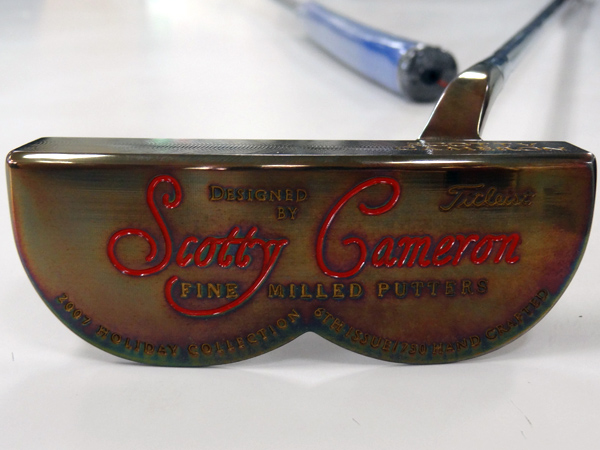 DESIGNED
BY
Titleist
Scotty Cameron
FINE MILLED PUTTERS
2002 HOLIDAY COLLECTION
HAND CRAFTED